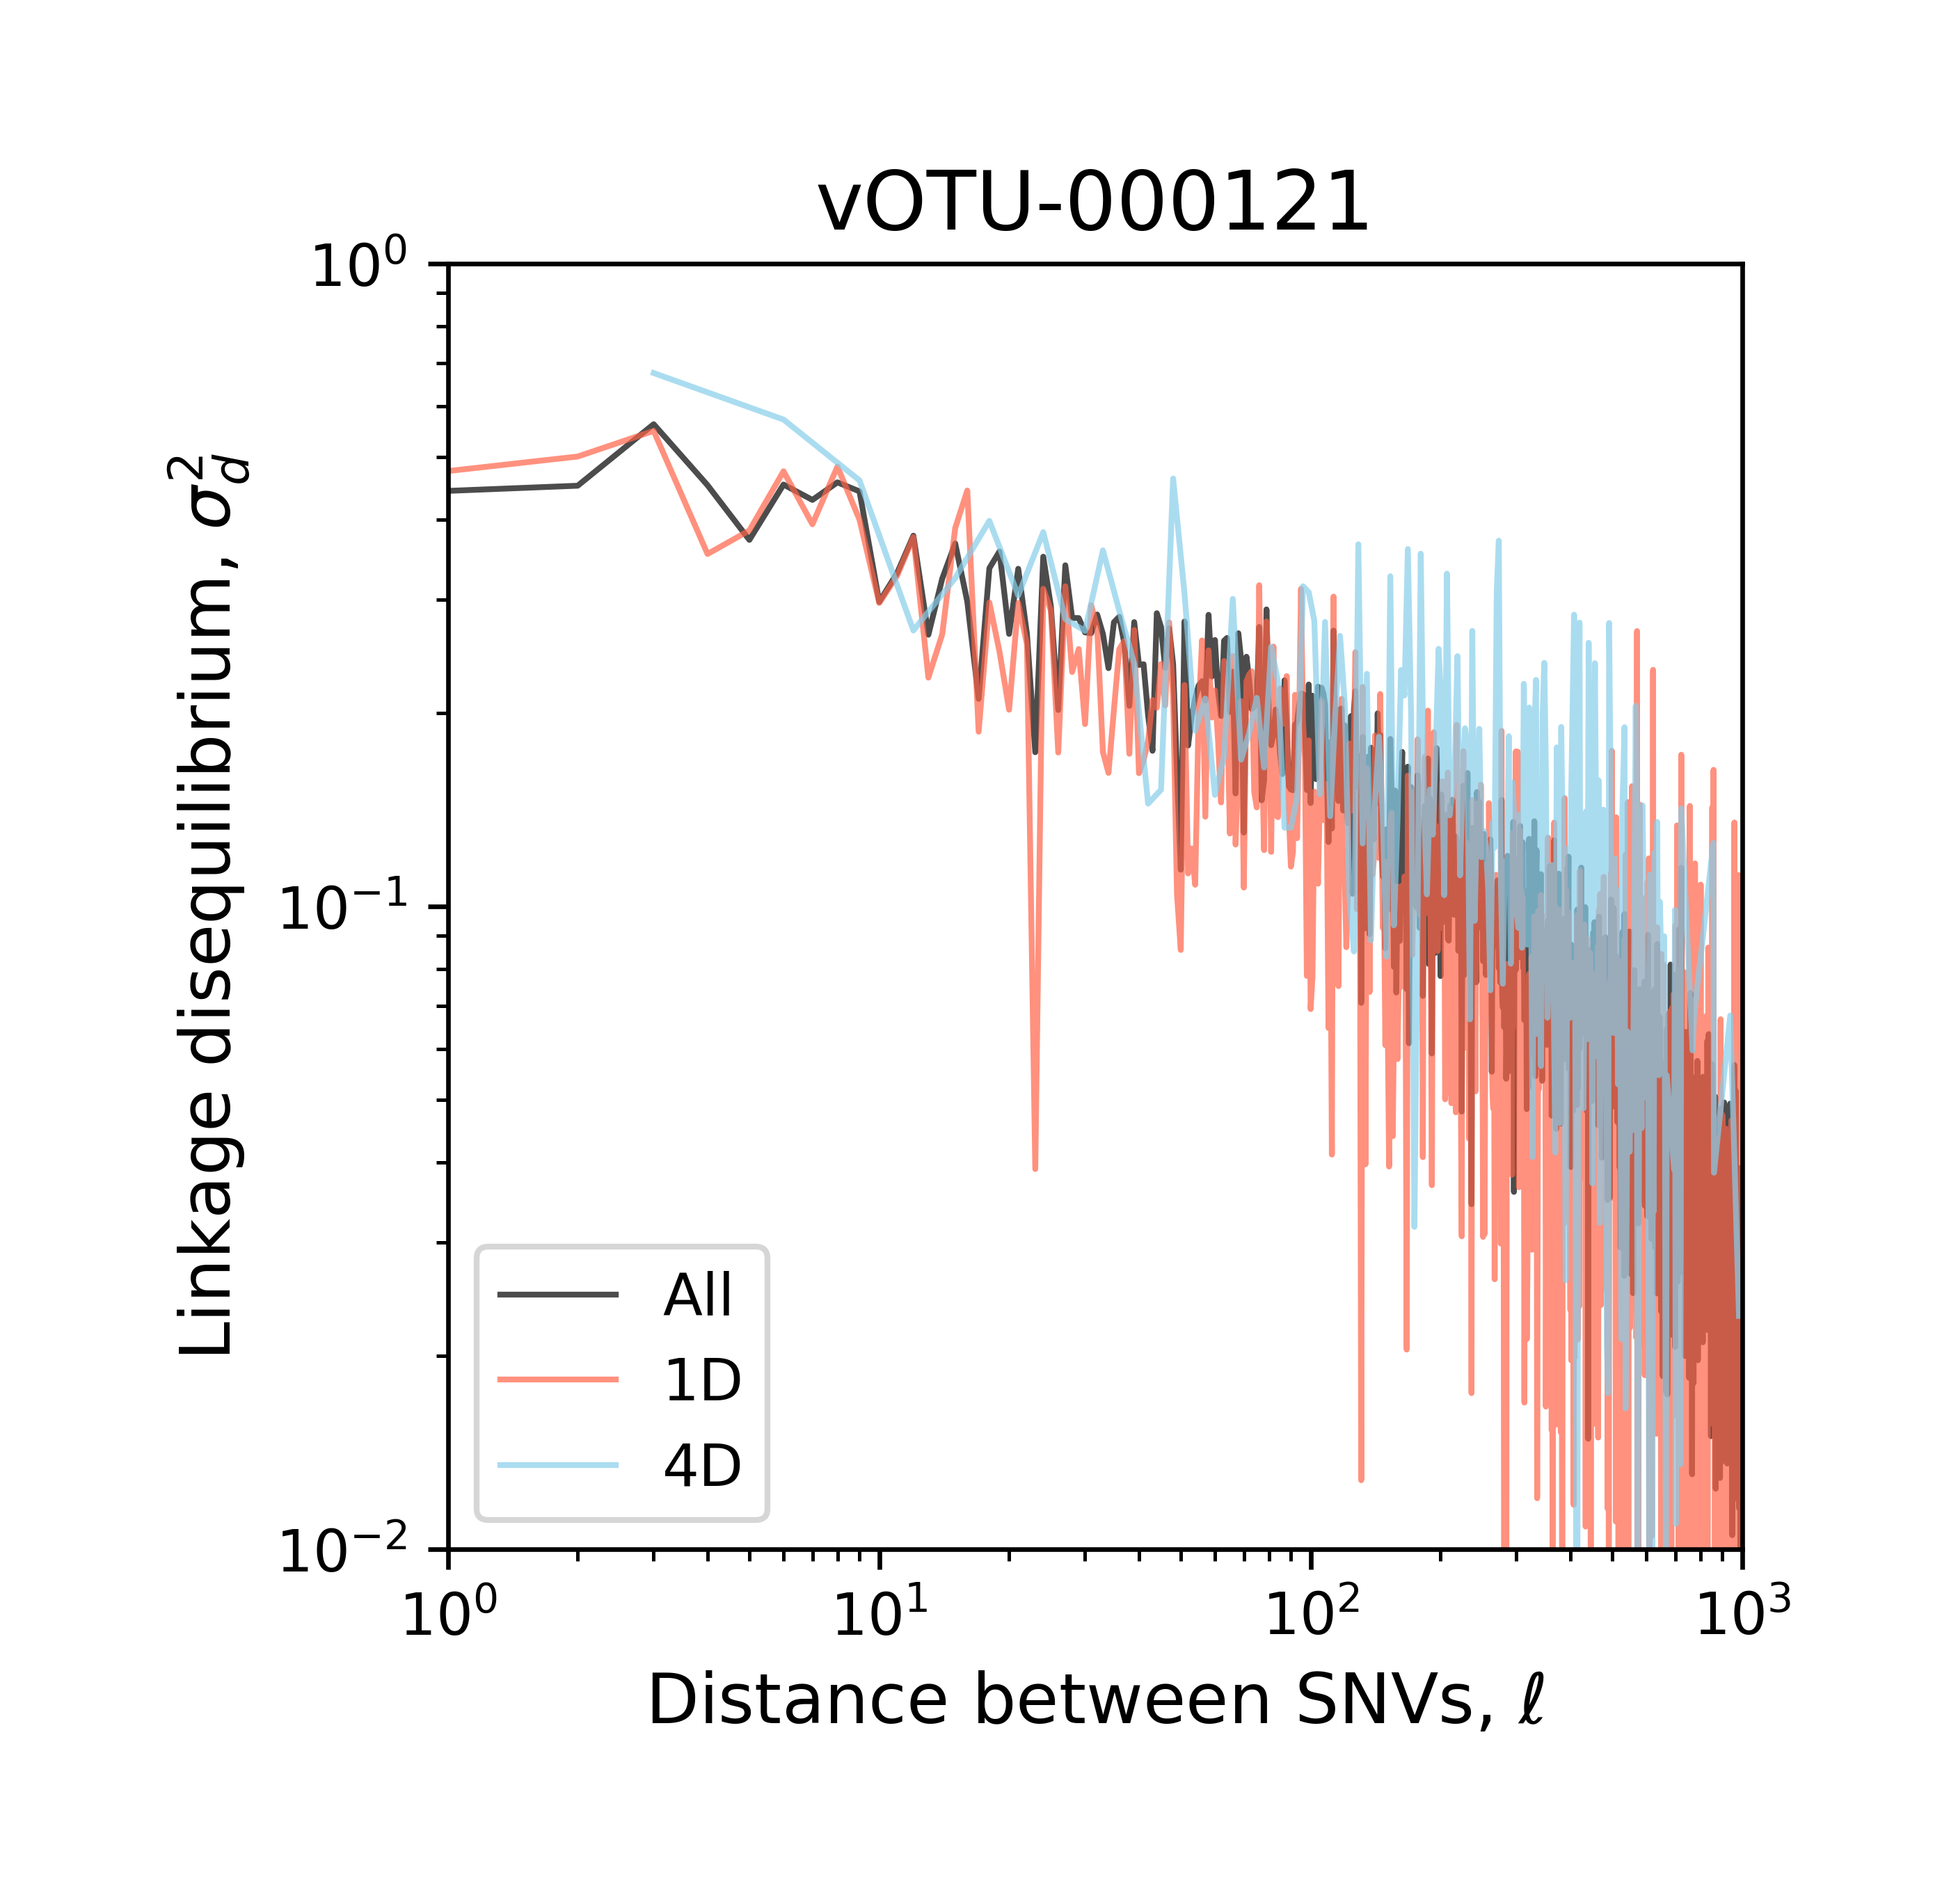 vOTU-000121
10⁰
10⁻¹
10⁻²
Linkage disequilibrium, σ_d²
All
1D
4D
10⁰ 10¹ 10² 10³
Distance between SNVs, ℓ